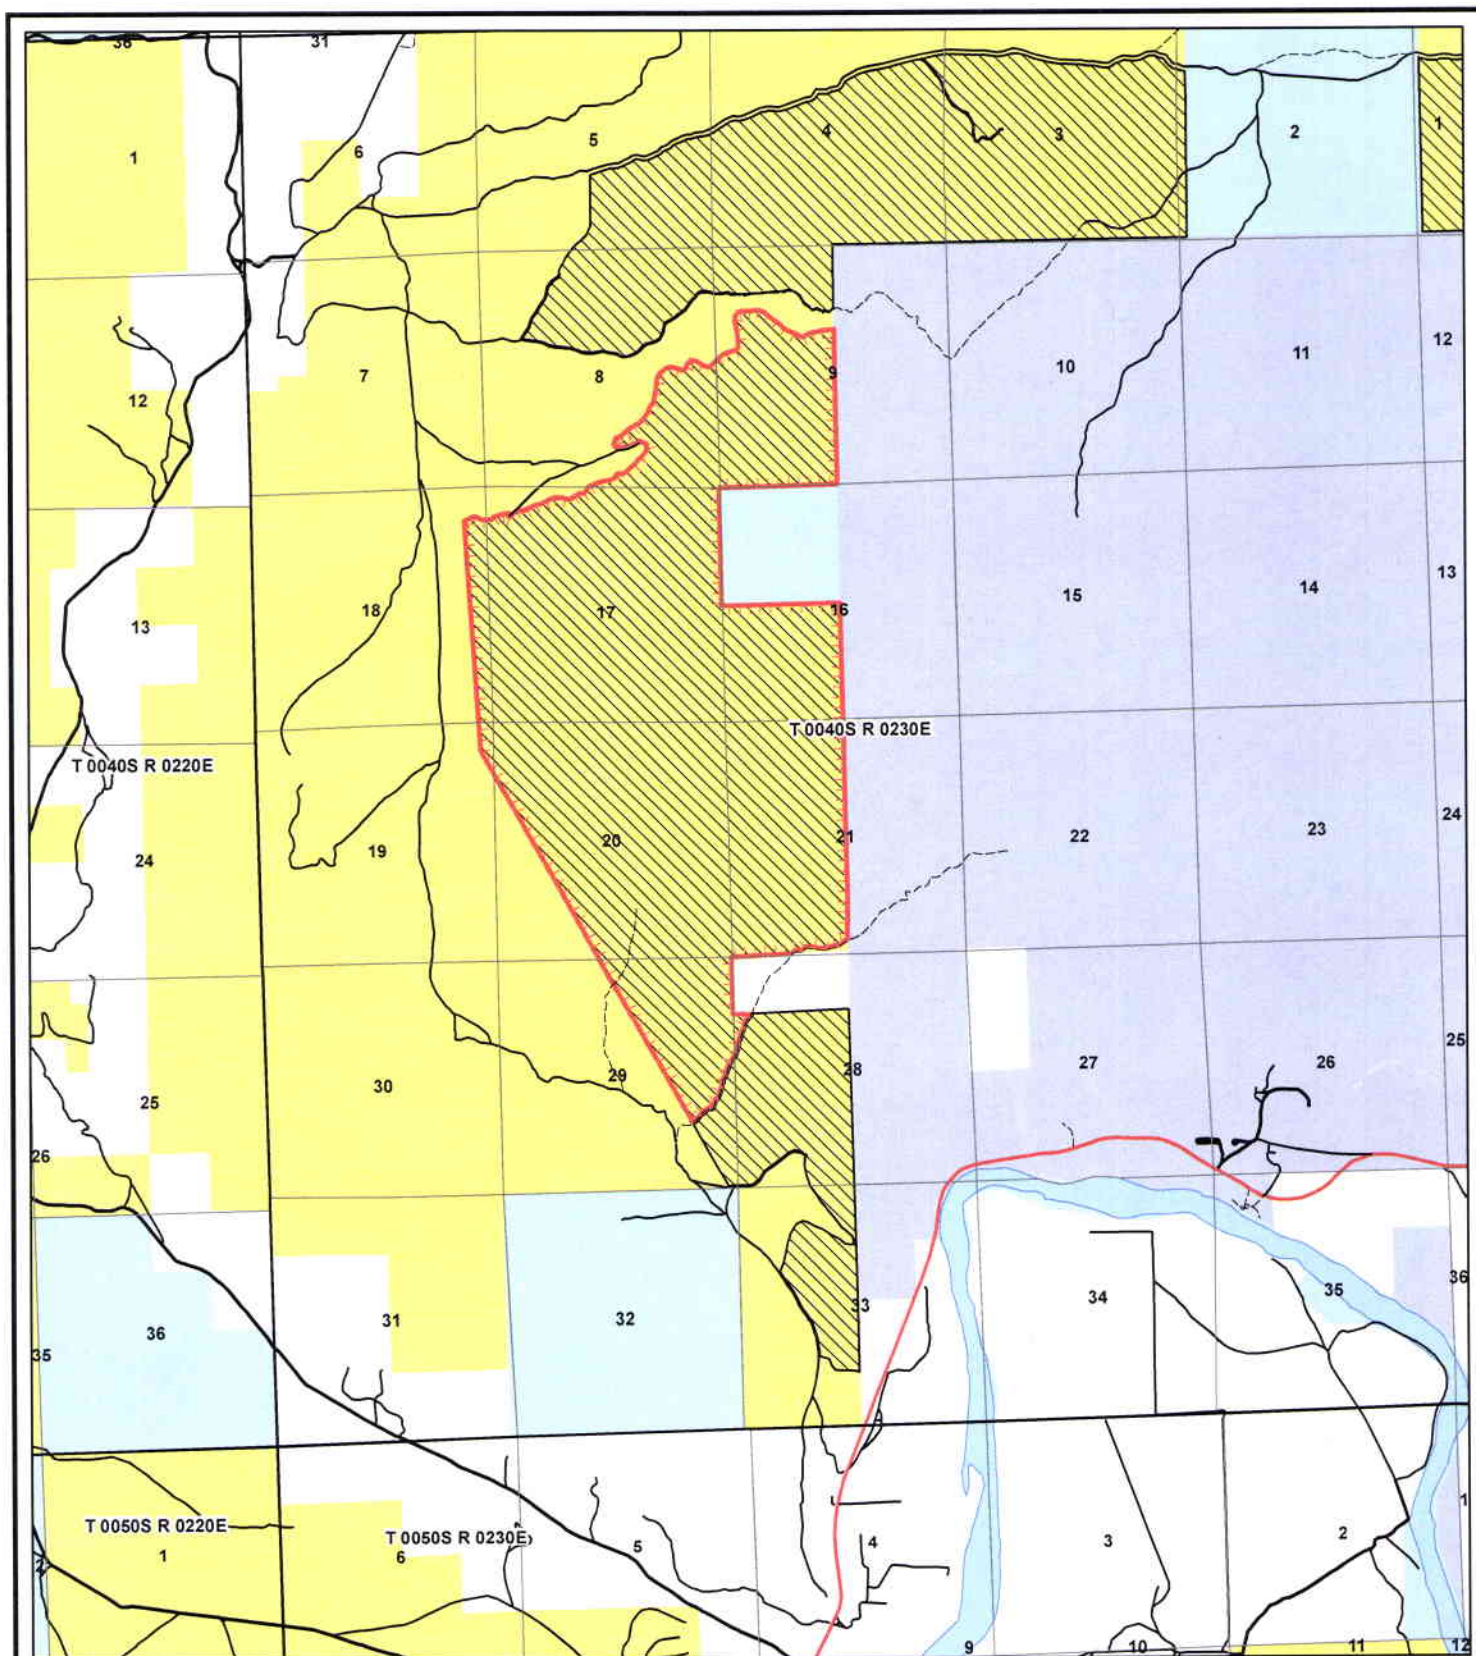 36 31
1 6 5 4 3 2 1
12 7 8 9 10 11 12
13 18 17 16 15 14 13
T 0040S R 0230E
T 0040S R 0220E
24 19 20 21 22 23 24
26 25 30 29 28 27 26 25
35 36 31 32 33 34 35 36
T 0050S R 0220E T 0050S R 0230E
2 1 6 5 4 3 2 1
9 10 11 12